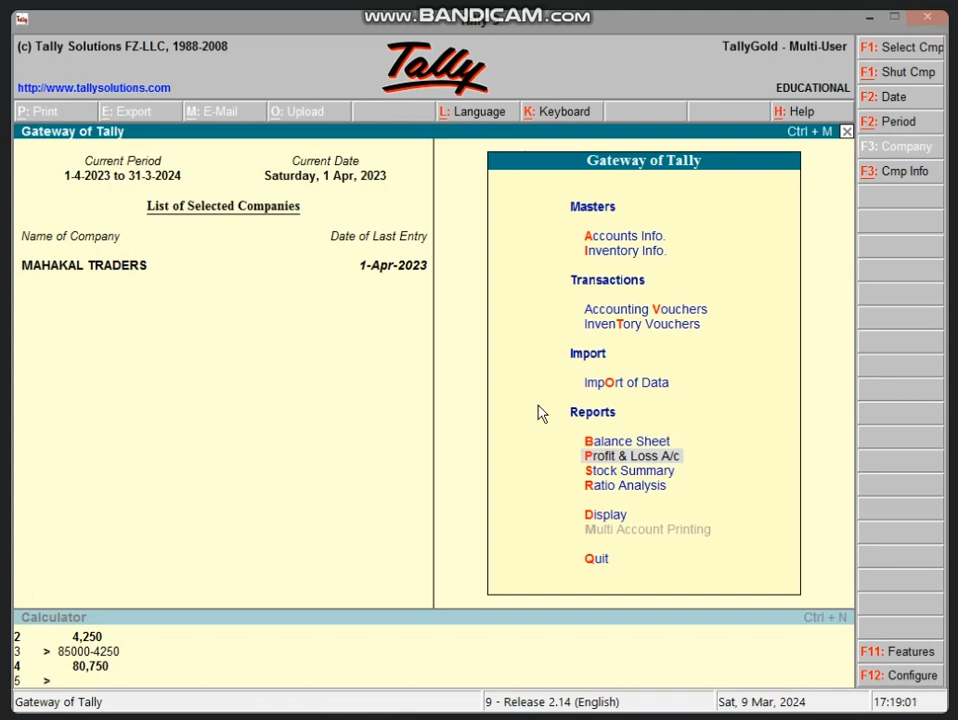 www.BANDICAM.com
(c) Tally Solutions FZ-LLC, 1988-2008
Tally
TallyGold - Multi-User
http://www.tallysolutions.com
EDUCATIONAL
P: Print
E: Export
M: E-Mail
O: Upload
L: Language
K: Keyboard
H: Help
Gateway of Tally
Ctrl + M
Current Period
1-4-2023 to 31-3-2024
Current Date
Saturday, 1 Apr, 2023
List of Selected Companies
Name of Company
Date of Last Entry
MAHAKAL TRADERS
1-Apr-2023
Gateway of Tally
Masters
Accounts Info.
Inventory Info.
Transactions
Accounting Vouchers
InvenTory Vouchers
Import
ImpOrt of Data
Reports
Balance Sheet
Profit & Loss A/c
Stock Summary
Ratio Analysis
Display
Multi Account Printing
Quit
F1: Select Cmp
F1: Shut Cmp
F2: Date
F2: Period
F3: Company
F3: Cmp Info
F11: Features
F12: Configure
Calculator
Ctrl + N
2 4,250
3 > 85000-4250
4 80,750
5 >
Gateway of Tally
9 - Release 2.14 (English)
Sat, 9 Mar, 2024
17:19:01